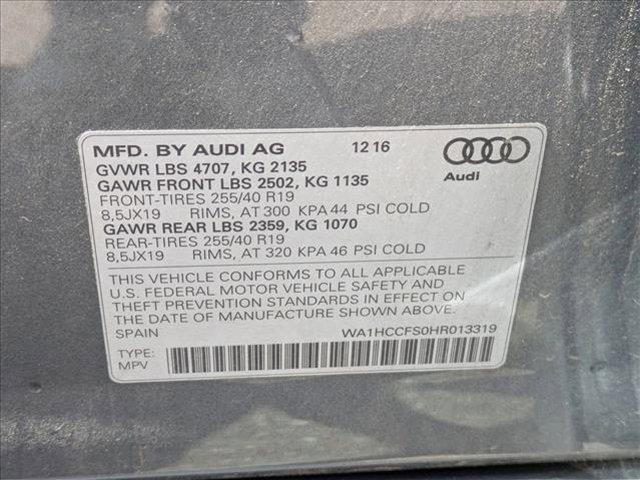 MFD. BY AUDI AG 12 16
GVWR LBS 4707, KG 2135
GAWR FRONT LBS 2502, KG 1135
FRONT-TIRES 255/40 R19
8,5JX19 RIMS, AT 300 KPA 44 PSI COLD
GAWR REAR LBS 2359, KG 1070
REAR-TIRES 255/40 R19
8,5JX19 RIMS, AT 320 KPA 46 PSI COLD
Audi
THIS VEHICLE CONFORMS TO ALL APPLICABLE
U.S. FEDERAL MOTOR VEHICLE SAFETY AND
THEFT PREVENTION STANDARDS IN EFFECT ON
THE DATE OF MANUFACTURE SHOWN ABOVE.
SPAIN WA1HCCFS0HR013319
TYPE:
MPV